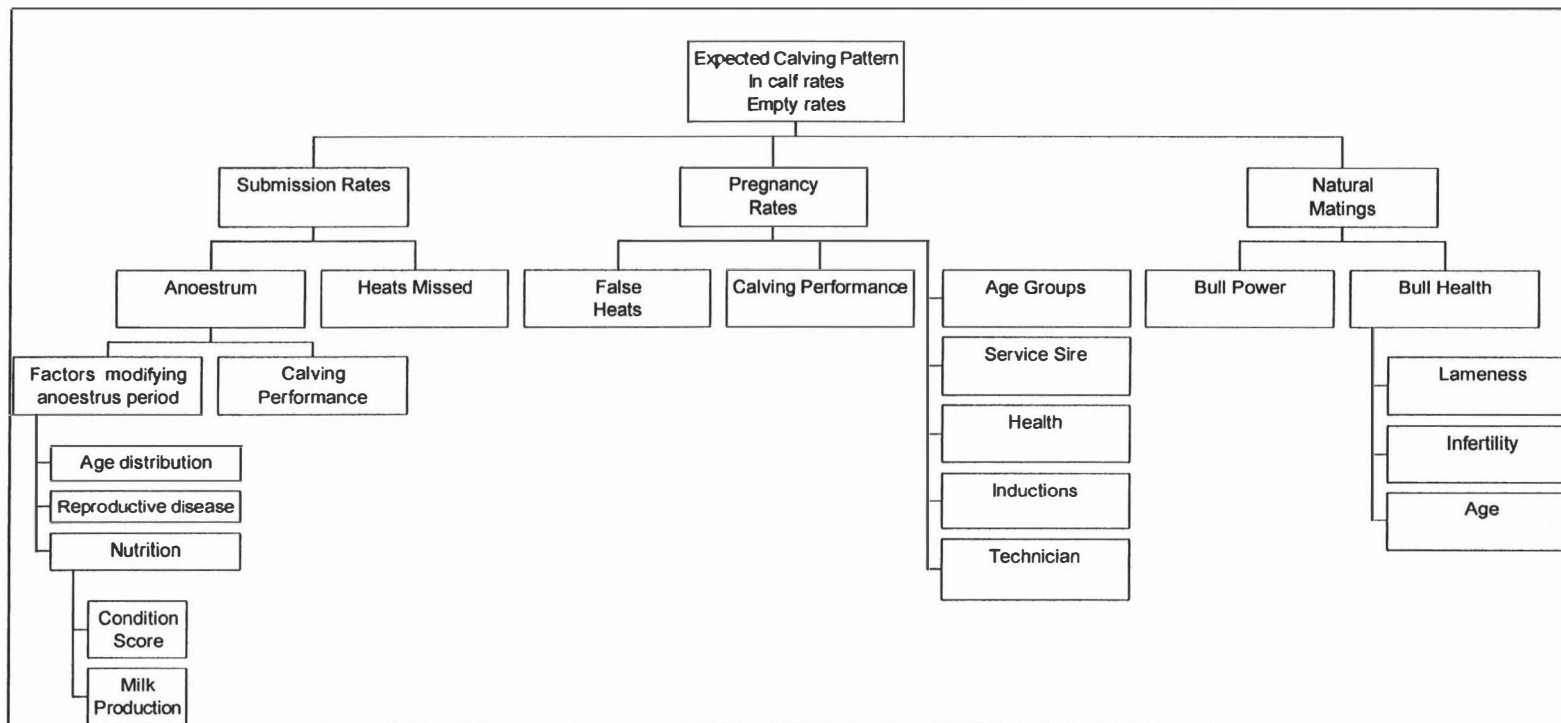 Expected Calving Pattern
In calf rates
Empty rates
Submission Rates
Pregnancy
Rates
Natural
Matings
Anoestrum
Heats Missed
False
Heats
Calving Performance
Age Groups
Bull Power
Bull Health
Factors modifying
anoestrus period
Calving
Performance
Service Sire
Lameness
Health
Infertility
Age distribution
Reproductive disease
Nutrition
Inductions
Age
Technician
Condition
Score
Milk
Production